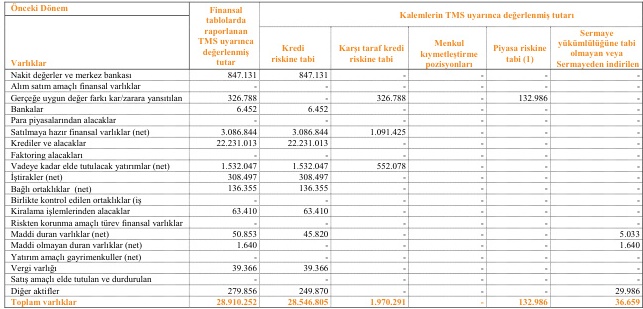 Önceki Dönem
Finansal tablolarda raporlanan TMS uyarınca değerlenmiş tutar
Kalemlerin TMS uyarınca değerlenmiş tutarı
Varlıklar
Kredi riskine tabi
Karşı taraf kredi riskine tabi
Menkul kıymetleştirme pozisyonları
Piyasa riskine tabi (1)
Sermaye yükümlülüğüne tabi olmayan veya Sermayeden indirilen
Nakit değerler ve merkez bankası 847.131 847.131 - - - -
Alım satım amaçlı finansal varlıklar - - - - - -
Gerçeğe uygun değer farkı kar/zarara yansıtılan 326.788 - 326.788 - 132.986 -
Bankalar 6.452 6.452 - - - -
Para piyasalarından alacaklar - - - - - -
Satılmaya hazır finansal varlıklar (net) 3.086.844 3.086.844 1.091.425 - - -
Krediler ve alacaklar 22.231.013 22.231.013 - - - -
Faktoring alacakları - - - - - -
Vadeye kadar elde tutulacak yatırımlar (net) 1.532.047 1.532.047 552.078 - - -
İştirakler (net) 308.497 308.497 - - - -
Bağlı ortaklıklar (net) 136.355 136.355 - - - -
Birlikte kontrol edilen ortaklıklar (iş - - - - - -
Kiralama işlemlerinden alacaklar 63.410 63.410 - - - -
Riskten korunma amaçlı türev finansal varlıklar - - - - - -
Maddi duran varlıklar (net) 50.853 45.820 - - - 5.033
Maddi olmayan duran varlıklar (net) 1.640 - - - - 1.640
Yatırım amaçlı gayrimenkuller (net) - - - - - -
Vergi varlığı 39.366 39.366 - - - -
Satış amaçlı elde tutulan ve durdurulan - - - - - -
Diğer aktifler 279.856 249.870 - - - 29.986
Toplam varlıklar 28.910.252 28.546.805 1.970.291 - 132.986 36.659